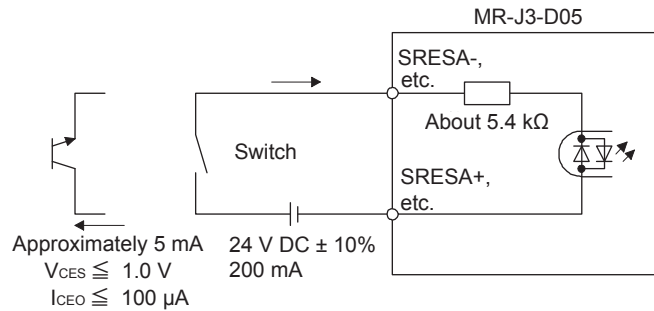 MR-J3-D05
SRESA-,
etc.
About 5.4 kΩ
Switch
SRESA+,
etc.
Approximately 5 mA
VCES ≦ 1.0 V
ICEO ≦ 100 µA
24 V DC ± 10%
200 mA